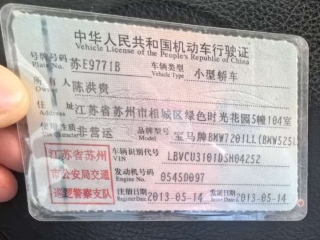 中华人民共和国机动车行驶证
Vehicle License of the People's Republic of China
号牌号码 苏E9771B 车辆类型 小型轿车
Plate No. Vehicle Type
所有人 陈洪贵
住址 江苏省苏州市相城区绿色时光花园5幢104室
使用性质 非营运 品牌型号 宝马牌BMW7201LL(BMW525L
江苏省苏州
市公安局交通
巡逻警察支队
车辆识别代号 LBVCU3101DSH04252
VIN
发动机号码 0545D097
Engine No.
注册日期 2013-05-14 发证日期 2013-05-14
Register Date Issue Date